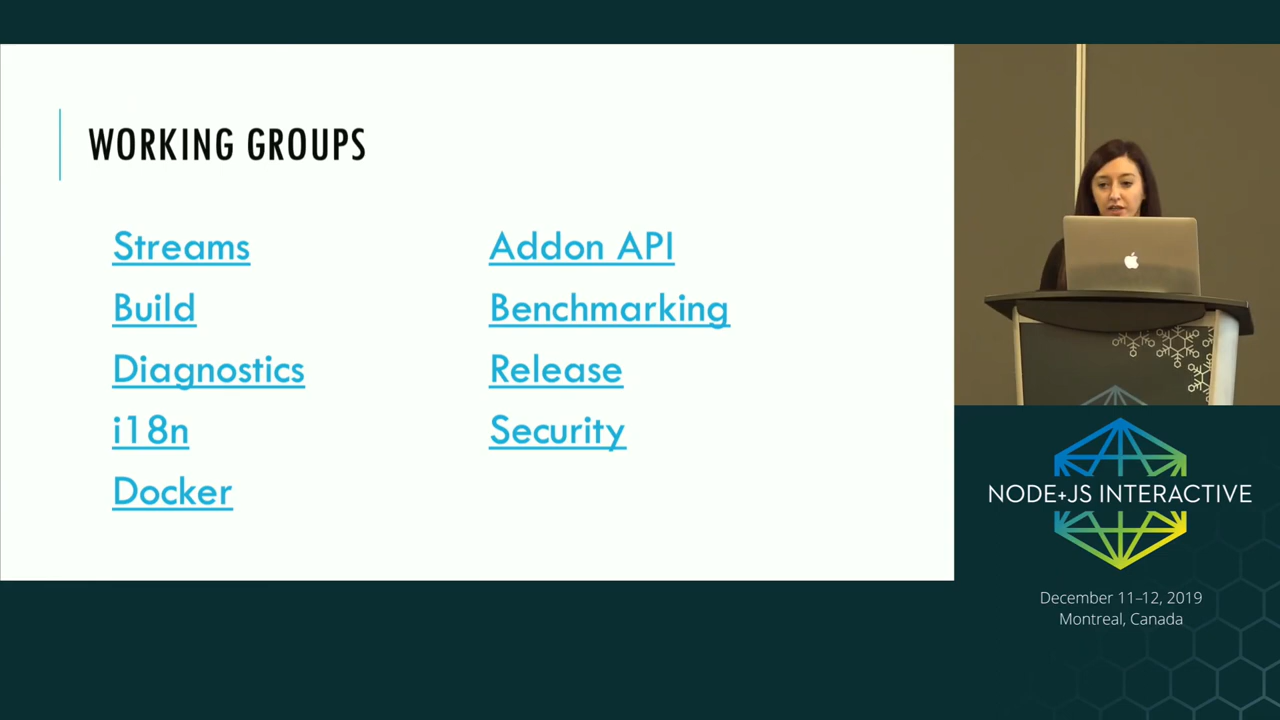 WORKING GROUPS
Streams
Build
Diagnostics
i18n
Docker
Addon API
Benchmarking
Release
Security
NODE+JS INTERACTIVE
December 11–12, 2019
Montreal, Canada